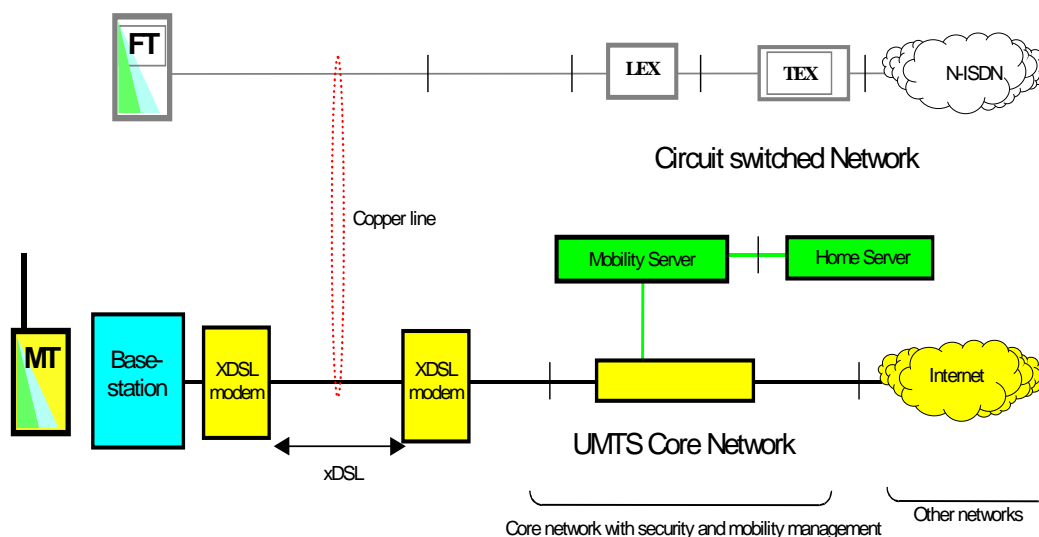 FT
LEX
TEX
N-ISDN
Circuit switched Network
Copper line
Mobility Server
Home Server
MT
Base-
station
XDSL
modem
XDSL
modem
Internet
xDSL
UMTS Core Network
Core network with security and mobility management
Other networks